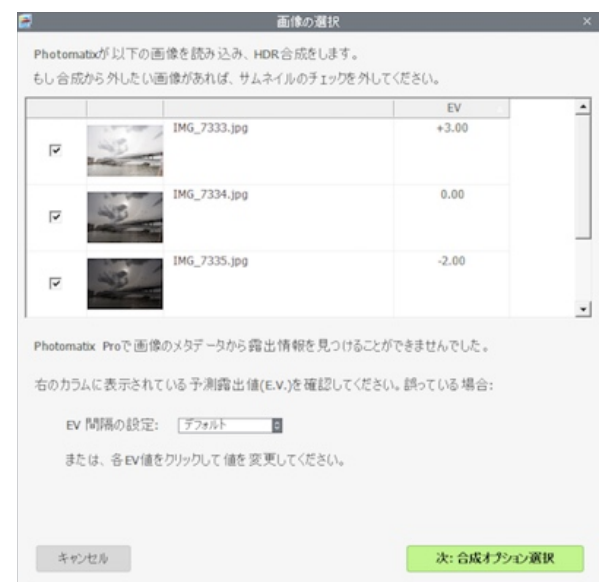 画像の選択
×
Photomatixが以下の画像を読み込み、HDR合成をします。
もし合成から外したい画像があれば、サムネイルのチェックを外してください。
EV
IMG_7333.jpg +3.00
IMG_7334.jpg 0.00
IMG_7335.jpg -2.00
Photomatix Proで画像のメタデータから露出情報を見つけることができませんでした。
右のカラムに表示されている予測露出値(E.V.)を確認してください。誤っている場合:
EV 間隔の設定: デフォルト
または、各EV値をクリックして値を変更してください。
キャンセル 次: 合成オプション選択